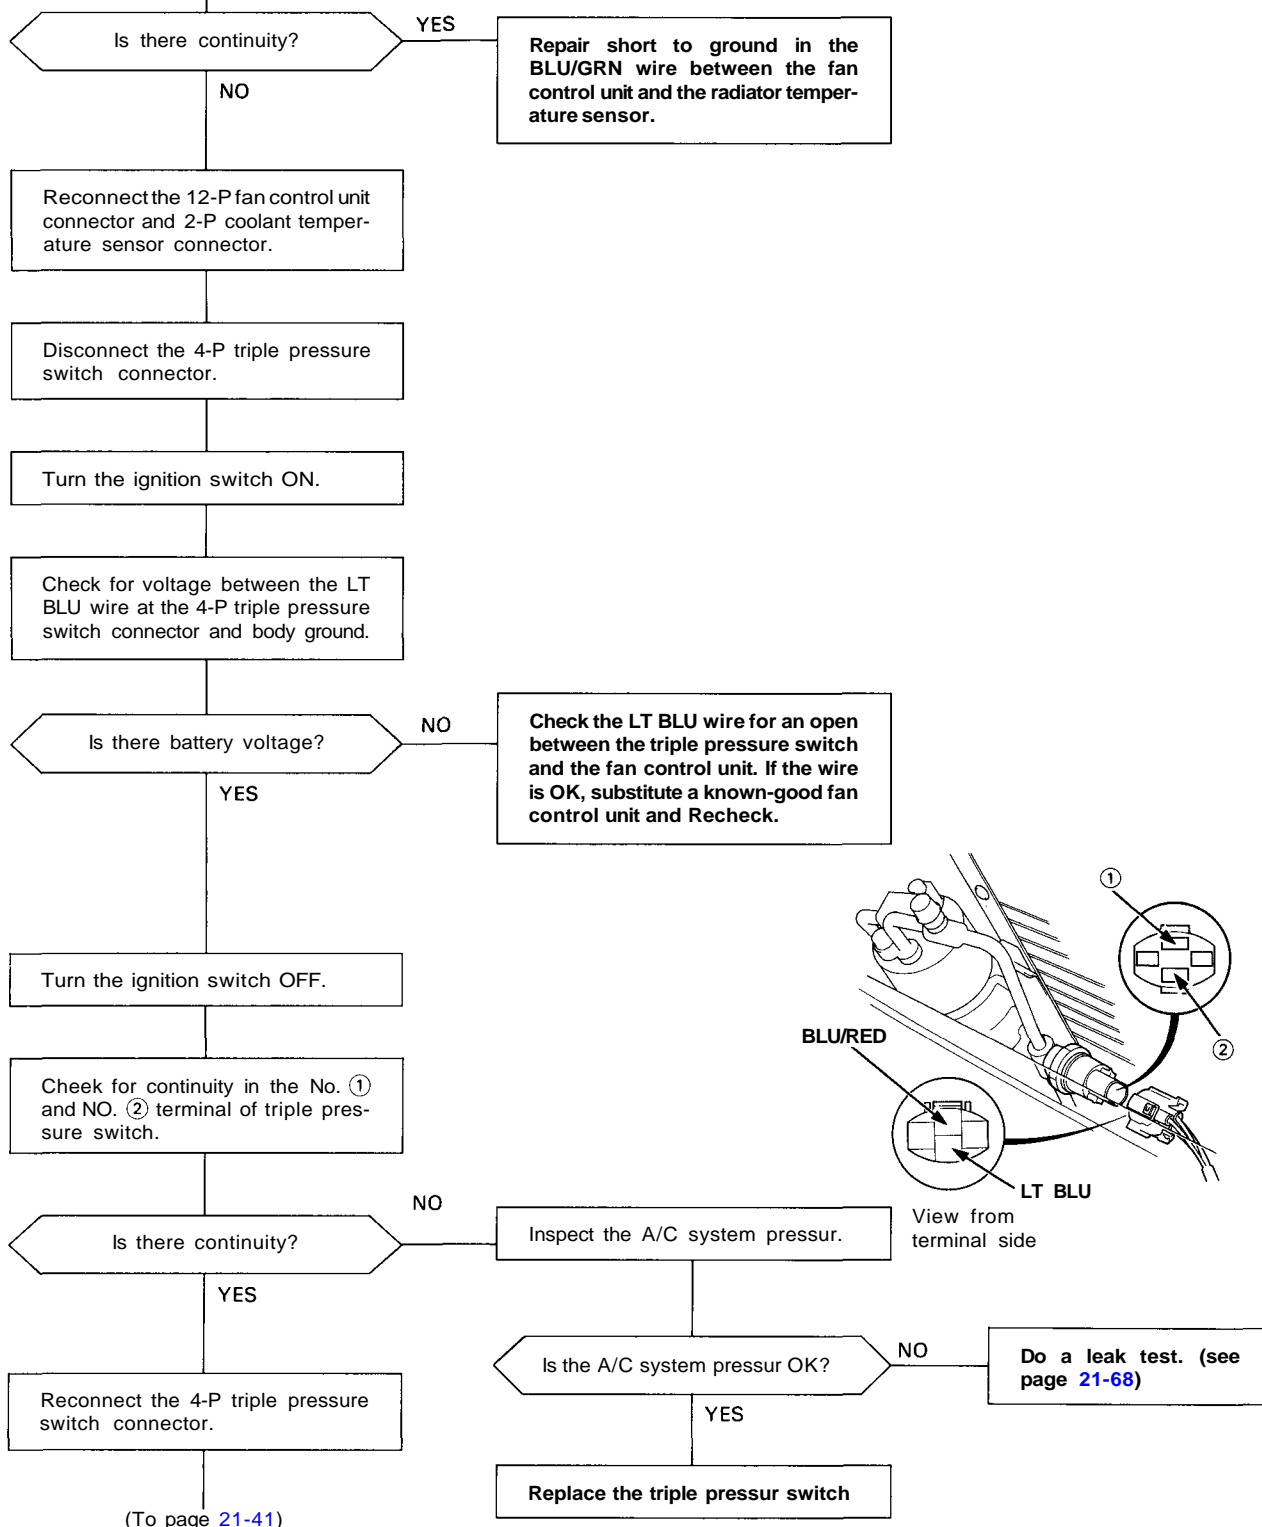 Is there continuity?
YES
Repair short to ground in the
BLU/GRN wire between the fan
control unit and the radiator temper-
ature sensor.
NO
Reconnect the 12-P fan control unit
connector and 2-P coolant temper-
ature sensor connector.
Disconnect the 4-P triple pressure
switch connector.
Turn the ignition switch ON.
Check for voltage between the LT
BLU wire at the 4-P triple pressure
switch connector and body ground.
Is there battery voltage?
NO
Check the LT BLU wire for an open
between the triple pressure switch
and the fan control unit. If the wire
is OK, substitute a known-good fan
control unit and Recheck.
YES
Turn the ignition switch OFF.
Cheek for continuity in the No. ①
and NO. ② terminal of triple pres-
sure switch.
①
②
BLU/RED
LT BLU
View from
terminal side
Is there continuity?
NO
Inspect the A/C system pressur.
YES
Is the A/C system pressur OK?
NO
Do a leak test. (see
page 21-68)
YES
Replace the triple pressur switch
Reconnect the 4-P triple pressure
switch connector.
(To page 21-41)